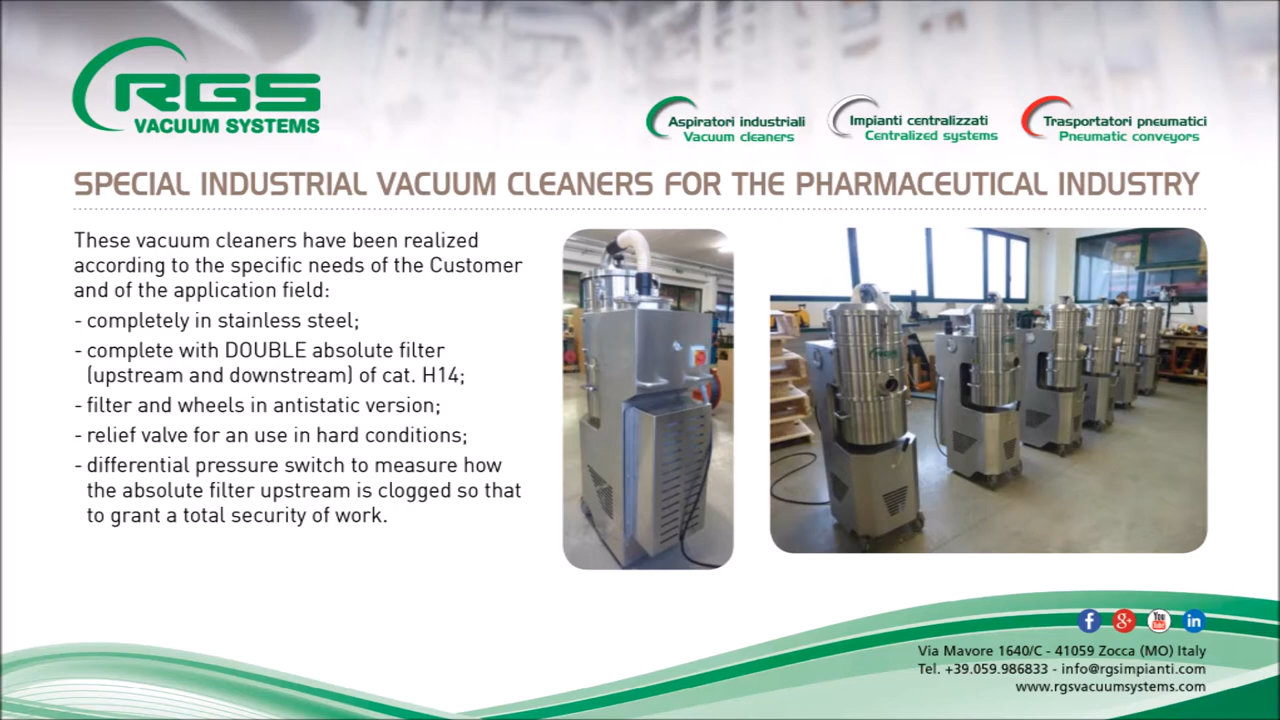 RGS
VACUUM SYSTEMS
Aspiratori industriali
Vacuum cleaners
Impianti centralizzati
Centralized systems
Trasportatori pneumatici
Pneumatic conveyors
SPECIAL INDUSTRIAL VACUUM CLEANERS FOR THE PHARMACEUTICAL INDUSTRY
These vacuum cleaners have been realized
according to the specific needs of the Customer
and of the application field:
- completely in stainless steel;
- complete with DOUBLE absolute filter
(upstream and downstream) of cat. H14;
- filter and wheels in antistatic version;
- relief valve for an use in hard conditions;
- differential pressure switch to measure how
the absolute filter upstream is clogged so that
to grant a total security of work.
RGS
f g+ You Tube in
Via Mavore 1640/C - 41059 Zocca (MO) Italy
Tel. +39.059.986833 - info@rgsimpianti.com
www.rgsvacuumsystems.com